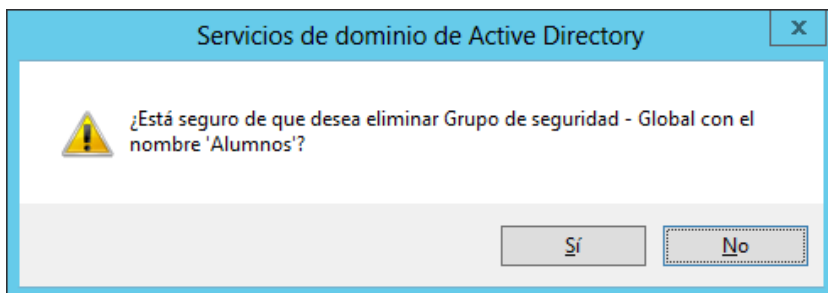 Servicios de dominio de Active Directory
x
¿Está seguro de que desea eliminar Grupo de seguridad - Global con el
nombre 'Alumnos'?
Sí
No